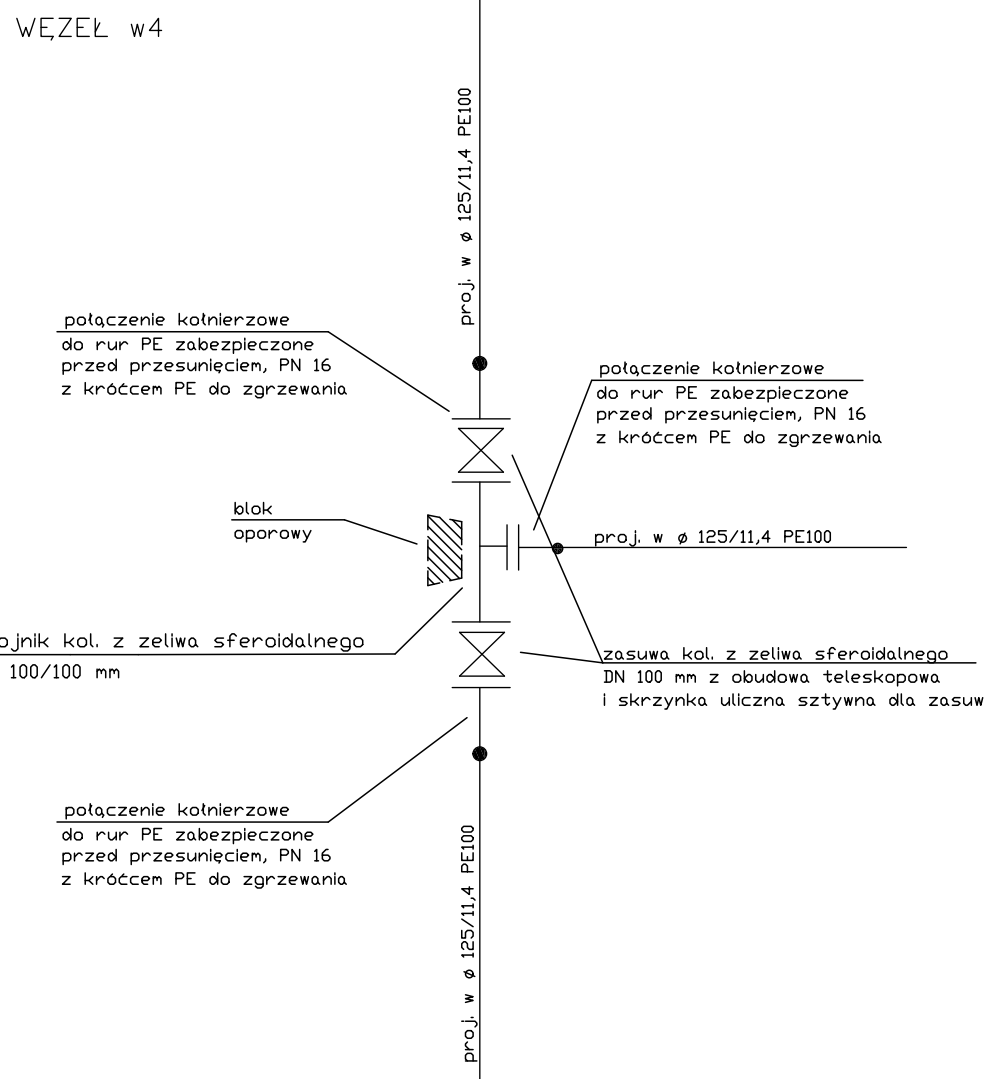 WĘZEŁ w4
proj. w ø 125/11,4 PE100
połączenie kołnierzowe
do rur PE zabezpieczone
przed przesunięciem, PN 16
z króćcem PE do zgrzewania
połączenie kołnierzowe
do rur PE zabezpieczone
przed przesunięciem, PN 16
z króćcem PE do zgrzewania
blok
oporowy
proj. w ø 125/11,4 PE100
ojnik kol. z zeliwa sferoidalnego
100/100 mm
zasuwa kol. z zeliwa sferoidalnego
DN 100 mm z obudowa teleskopowa
i skrzynka uliczna sztywna dla zasuw
połączenie kołnierzowe
do rur PE zabezpieczone
przed przesunięciem, PN 16
z króćcem PE do zgrzewania
proj. w ø 125/11,4 PE100